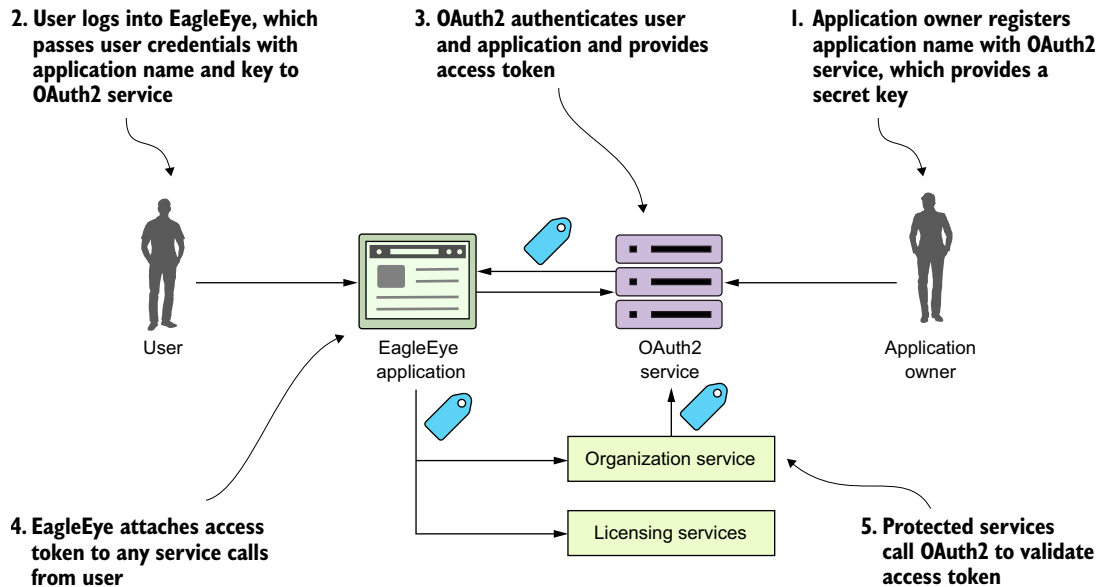 2. User logs into EagleEye, which
passes user credentials with
application name and key to
OAuth2 service
3. OAuth2 authenticates user
and application and provides
access token
1. Application owner registers
application name with OAuth2
service, which provides a
secret key
User
EagleEye
application
OAuth2
service
Application
owner
Organization service
Licensing services
4. EagleEye attaches access
token to any service calls
from user
5. Protected services
call OAuth2 to validate
access token